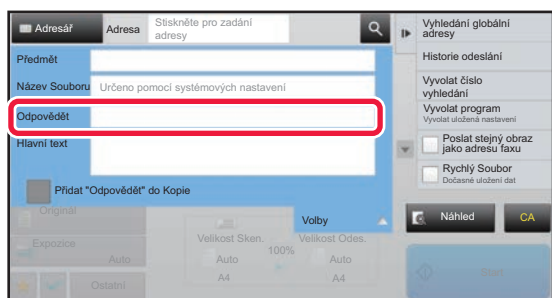 Adresář
Adresa
Stiskněte pro zadání
adresy
Předmět
Název Souboru
Určeno pomocí systémových nastavení
Odpovědět
Hlavní text
Přidat "Odpovědět" do Kopie
Volby
Originál
Expozice
Auto
Ostatní
Velikost Sken.
100%
Velikost Odes.
Auto
Auto
A4
A4
Vyhledání globální
adresy
Historie odeslání
Vyvolat číslo
vyhledání
Vyvolat program
Vyvolat uložená nastavení
Poslat stejný obraz
jako adresu faxu
Rychlý Soubor
Dočasné uložení dat
Náhled
CA
Start